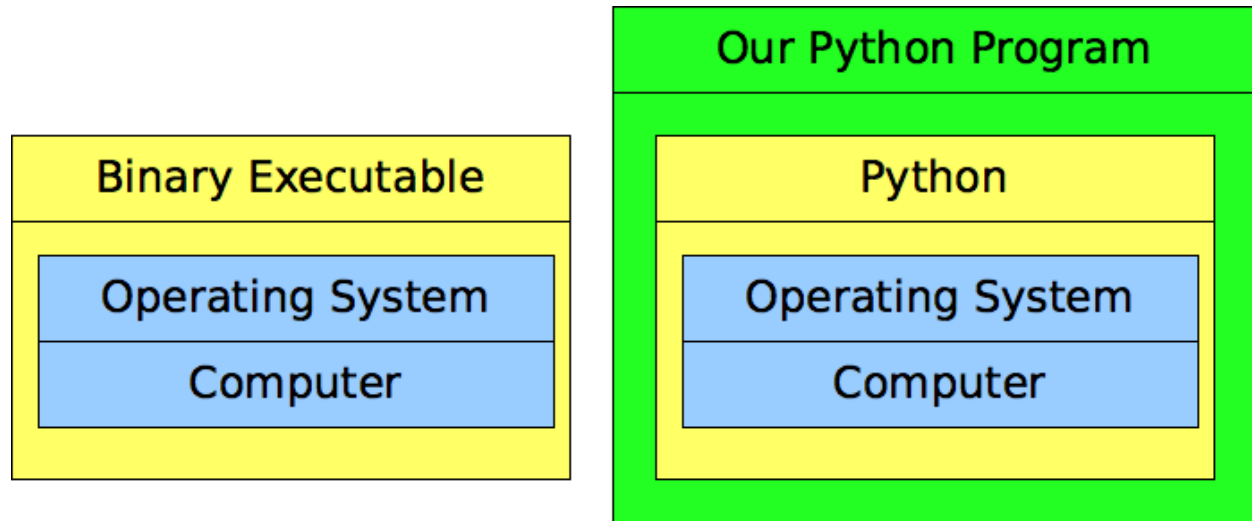 Binary Executable
Operating System
Computer
Our Python Program
Python
Operating System
Computer